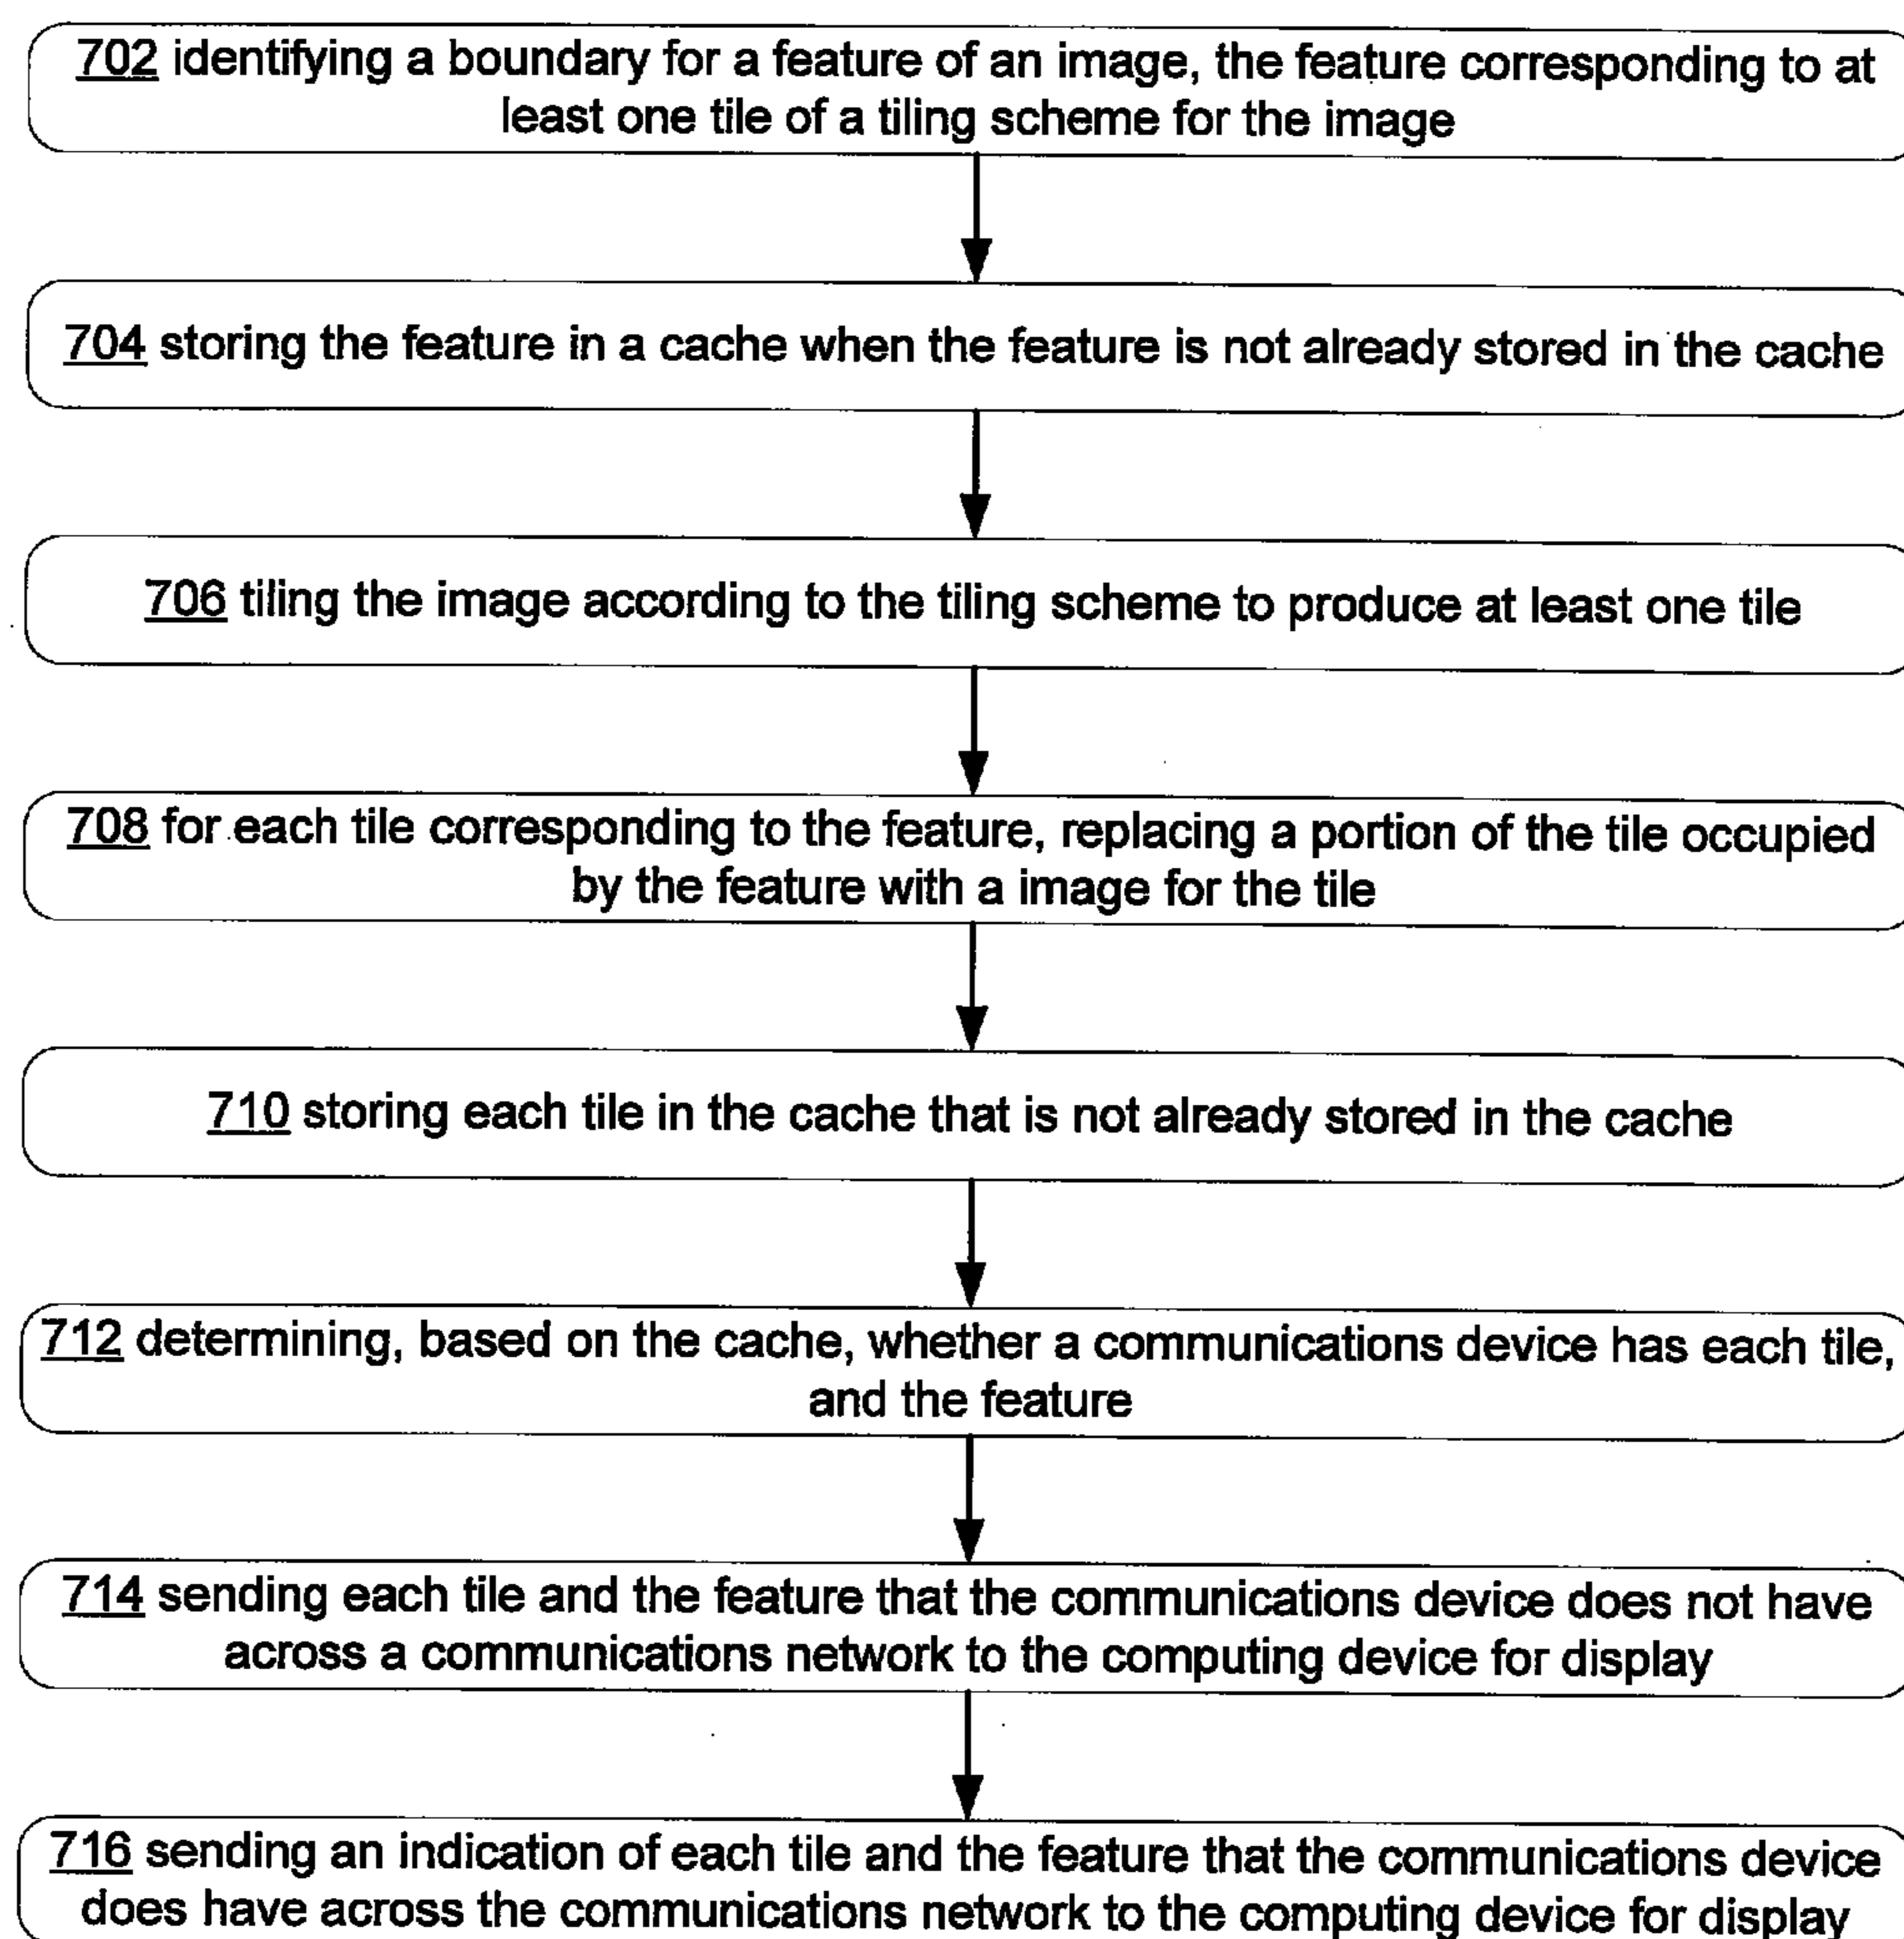 702 identifying a boundary for a feature of an image, the feature corresponding to at
least one tile of a tiling scheme for the image
704 storing the feature in a cache when the feature is not already stored in the cache
706 tiling the image according to the tiling scheme to produce at least one tile
708 for each tile corresponding to the feature, replacing a portion of the tile occupied
by the feature with a image for the tile
710 storing each tile in the cache that is not already stored in the cache
712 determining, based on the cache, whether a communications device has each tile,
and the feature
714 sending each tile and the feature that the communications device does not have
across a communications network to the computing device for display
716 sending an indication of each tile and the feature that the communications device
does have across the communications network to the computing device for display